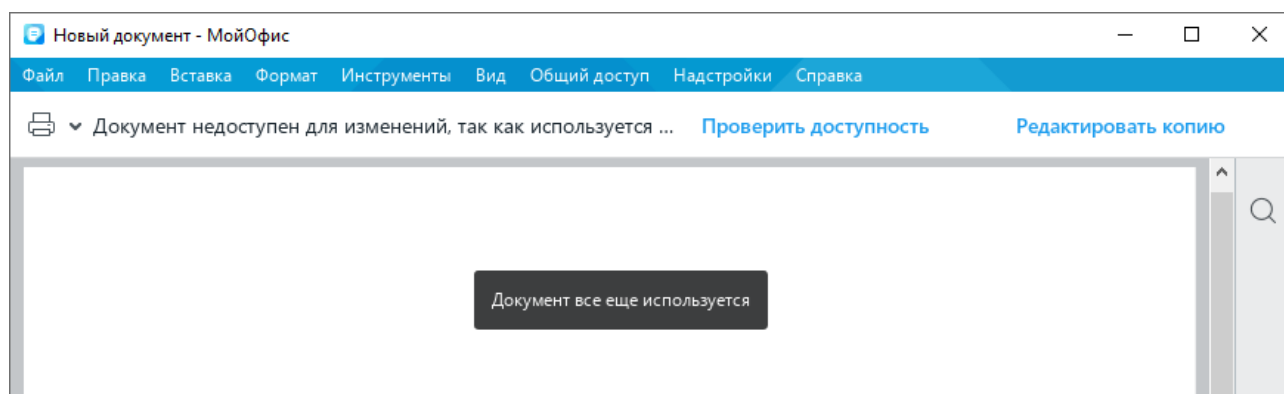 Новый документ - МойОфис
Файл Правка Вставка Формат Инструменты Вид Общий доступ Надстройки Справка
Документ недоступен для изменений, так как используется ... Проверить доступность Редактировать копию
Документ все еще используется